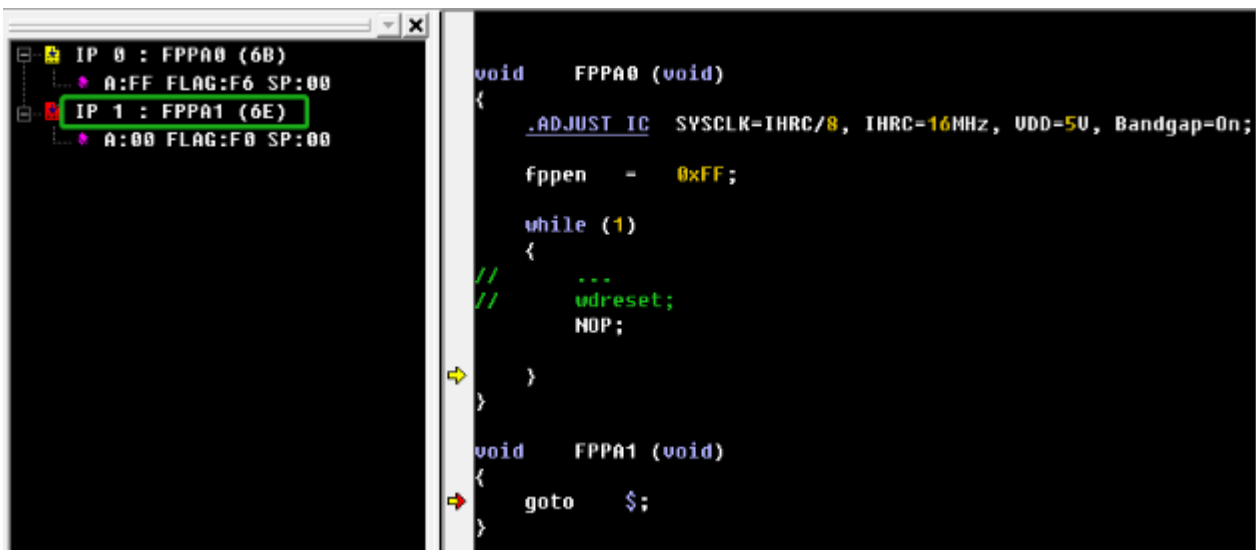 IP 0 : FPPA0 (6B)
A:FF FLAG:F6 SP:00
IP 1 : FPPA1 (6E)
A:00 FLAG:F0 SP:00
void FPPA0 (void)
{
.ADJUST_IC SYSCLK=IHRC/8, IHRC=16MHz, VDD=5V, Bandgap=On;
fppen = 0xFF;
while (1)
{
// ...
// wdreset;
NOP;
}
}
void FPPA1 (void)
{
goto $;
}